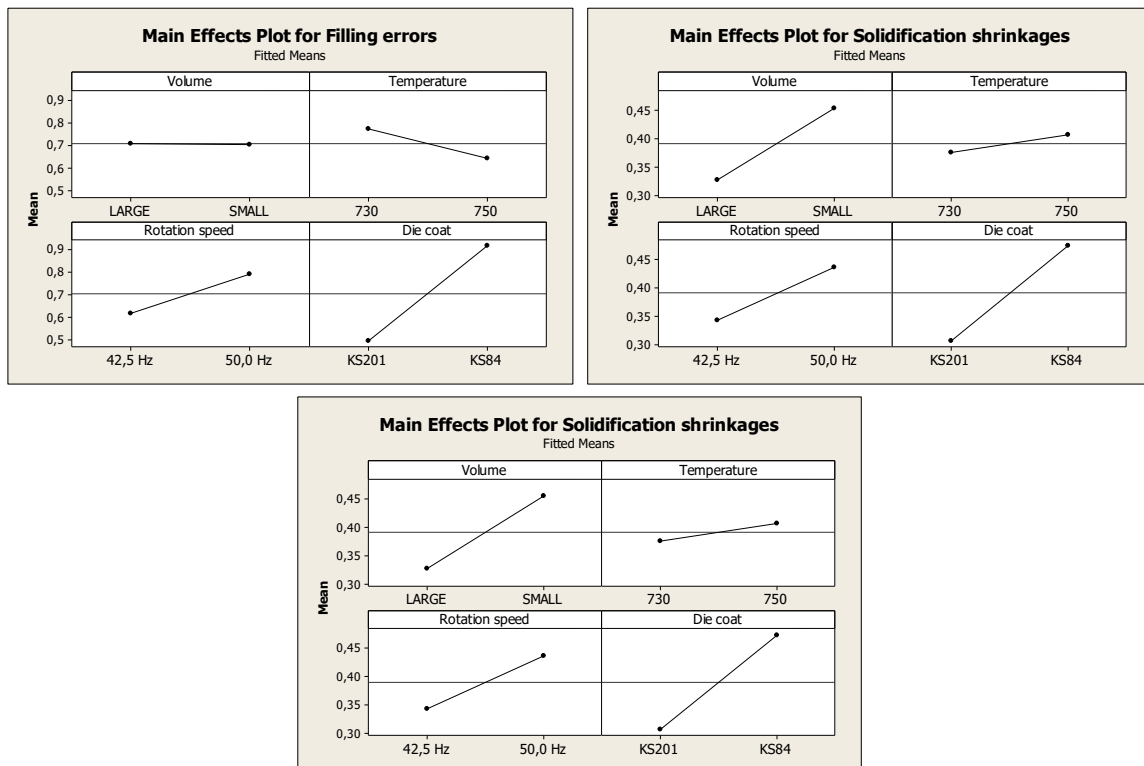 Main Effects Plot for Filling errors
Fitted Means
Volume Temperature
0,9
0,8
0,7
0,6
0,5
LARGE SMALL 730 750
Mean
Rotation speed Die coat
0,9
0,8
0,7
0,6
0,5
42,5 Hz 50,0 Hz KS201 KS84
Main Effects Plot for Solidification shrinkages
Fitted Means
Volume Temperature
0,45
0,40
0,35
0,30
LARGE SMALL 730 750
Mean
Rotation speed Die coat
0,45
0,40
0,35
0,30
42,5 Hz 50,0 Hz KS201 KS84
Main Effects Plot for Solidification shrinkages
Fitted Means
Volume Temperature
0,45
0,40
0,35
0,30
LARGE SMALL 730 750
Mean
Rotation speed Die coat
0,45
0,40
0,35
0,30
42,5 Hz 50,0 Hz KS201 KS84